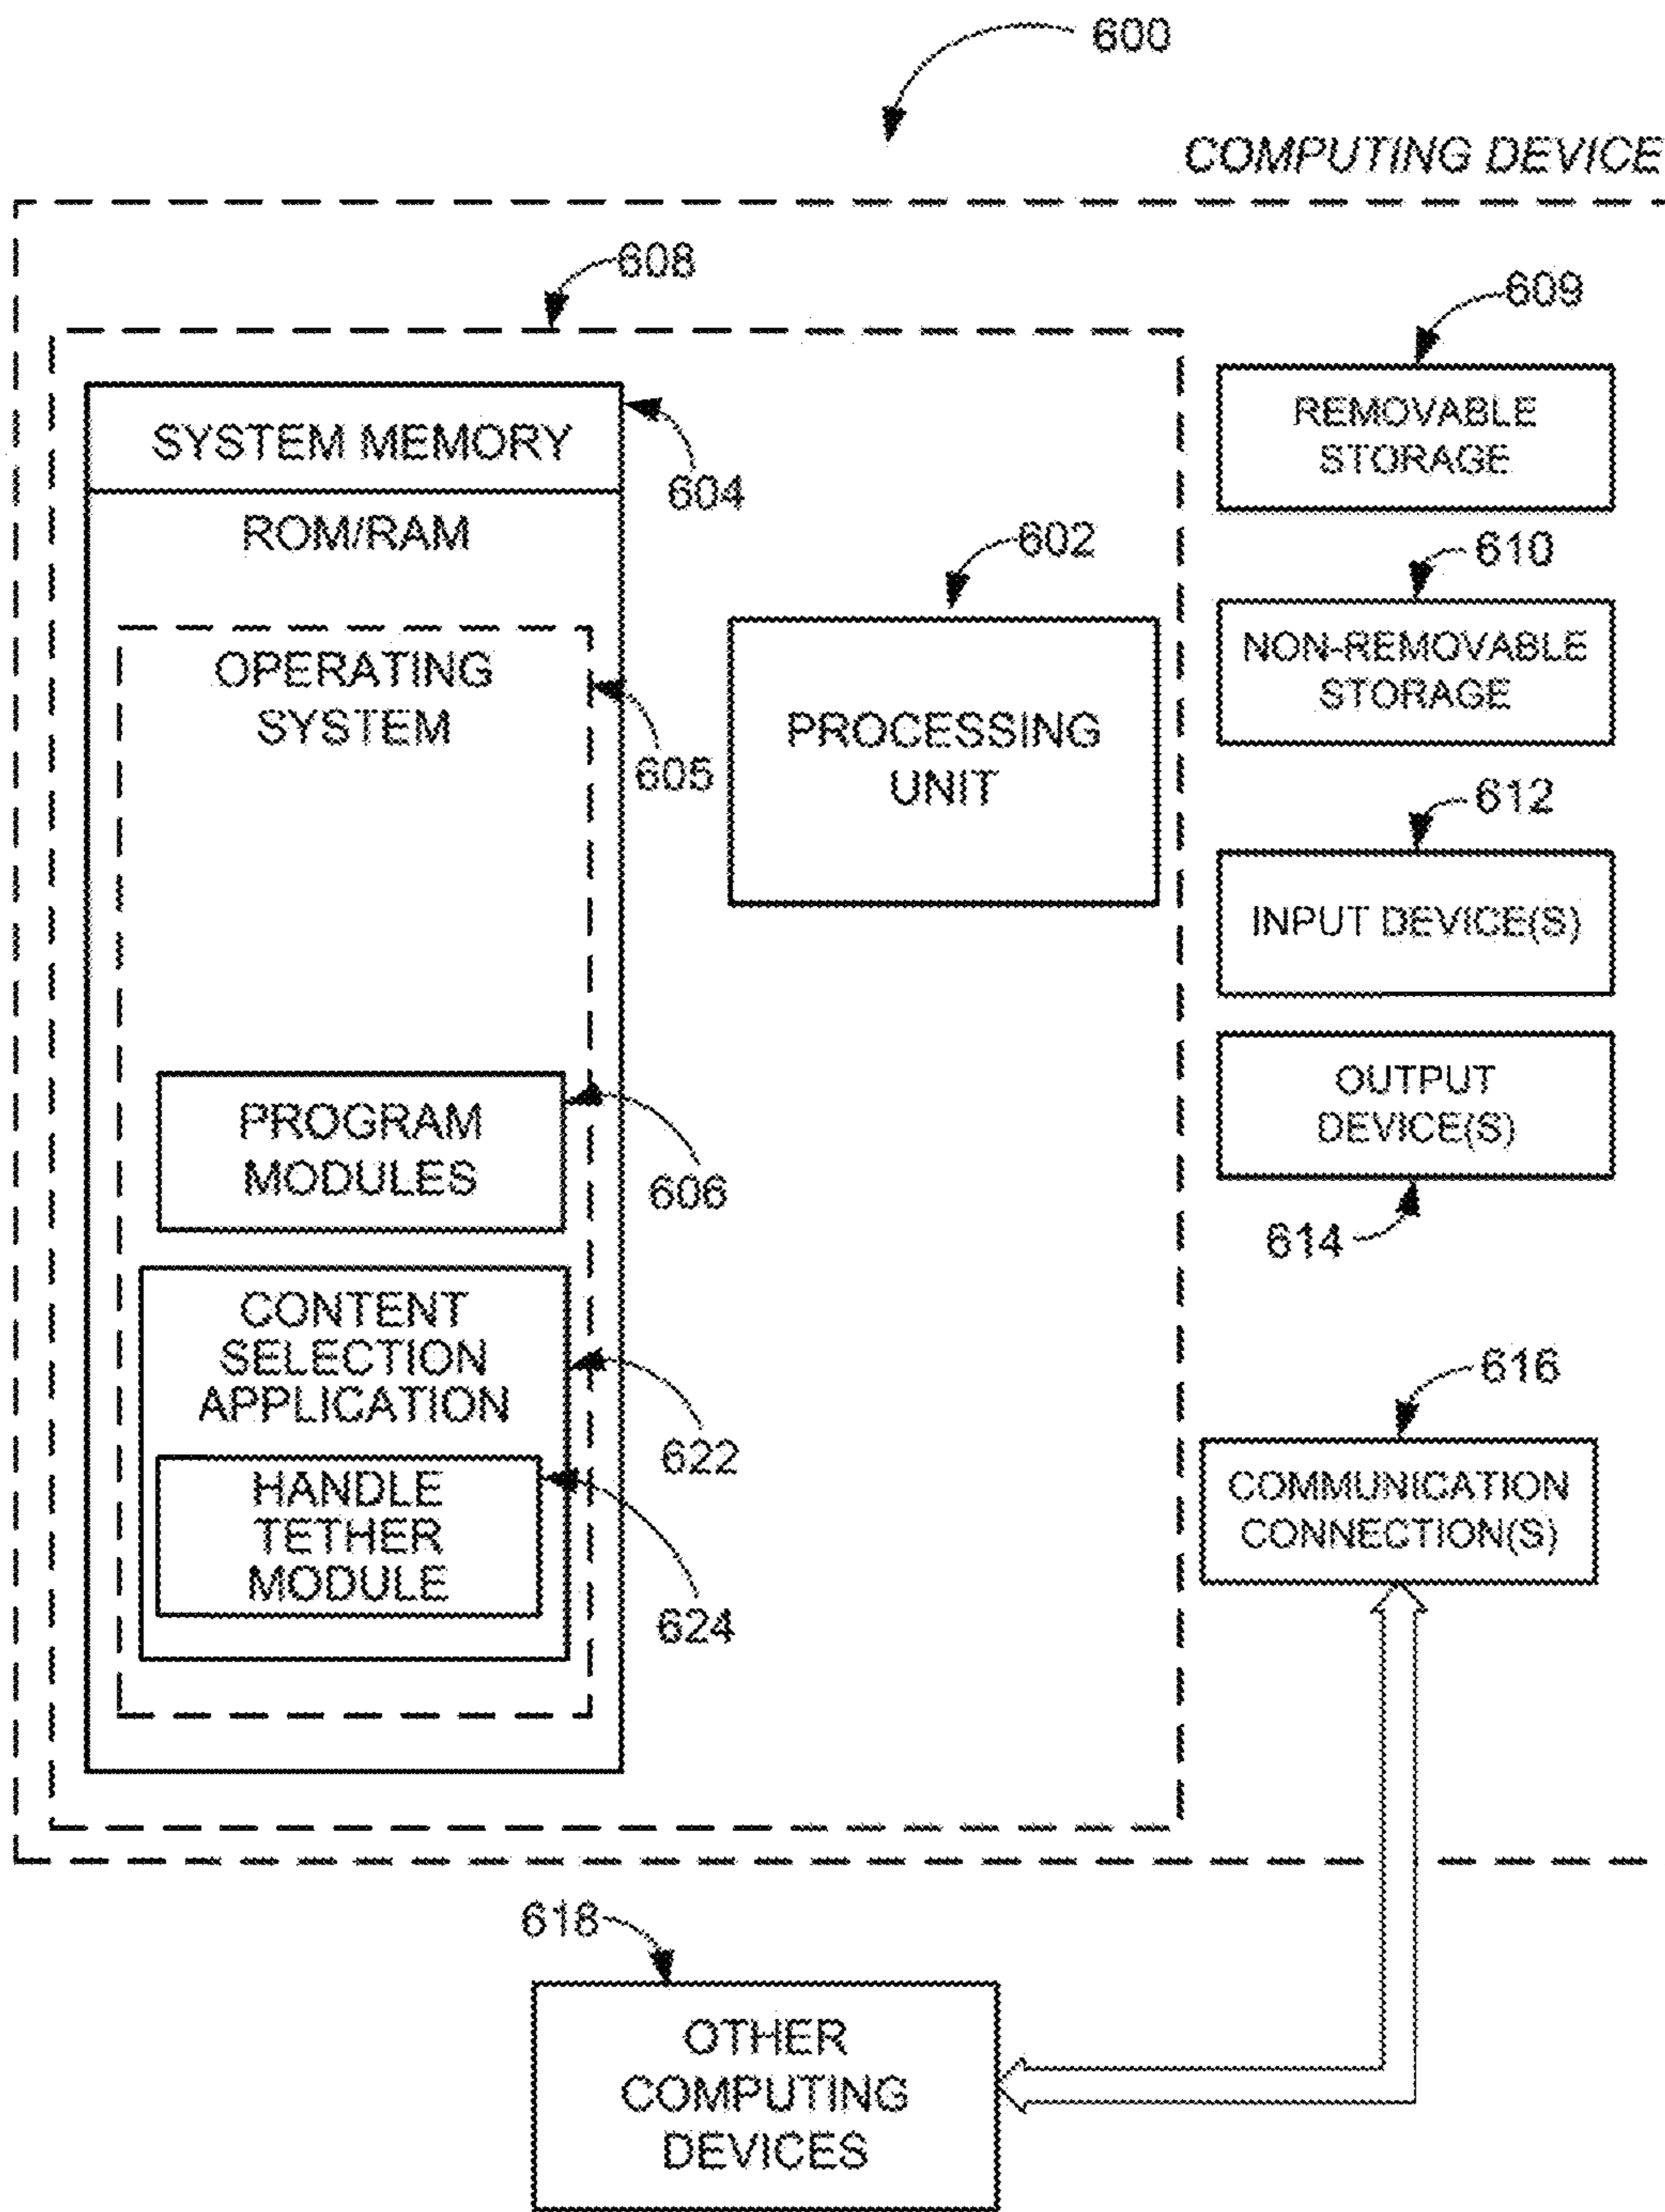 600
COMPUTING DEVICE
608
609
SYSTEM MEMORY
604
REMOVABLE
STORAGE
ROM/RAM
602
610
OPERATING
SYSTEM
605
PROCESSING
UNIT
NON-REMOVABLE
STORAGE
612
INPUT DEVICE(S)
PROGRAM
MODULES
606
OUTPUT
DEVICE(S)
614
CONTENT
SELECTION
APPLICATION
622
616
HANDLE
TETHER
MODULE
624
COMMUNICATION
CONNECTION(S)
618
OTHER
COMPUTING
DEVICES